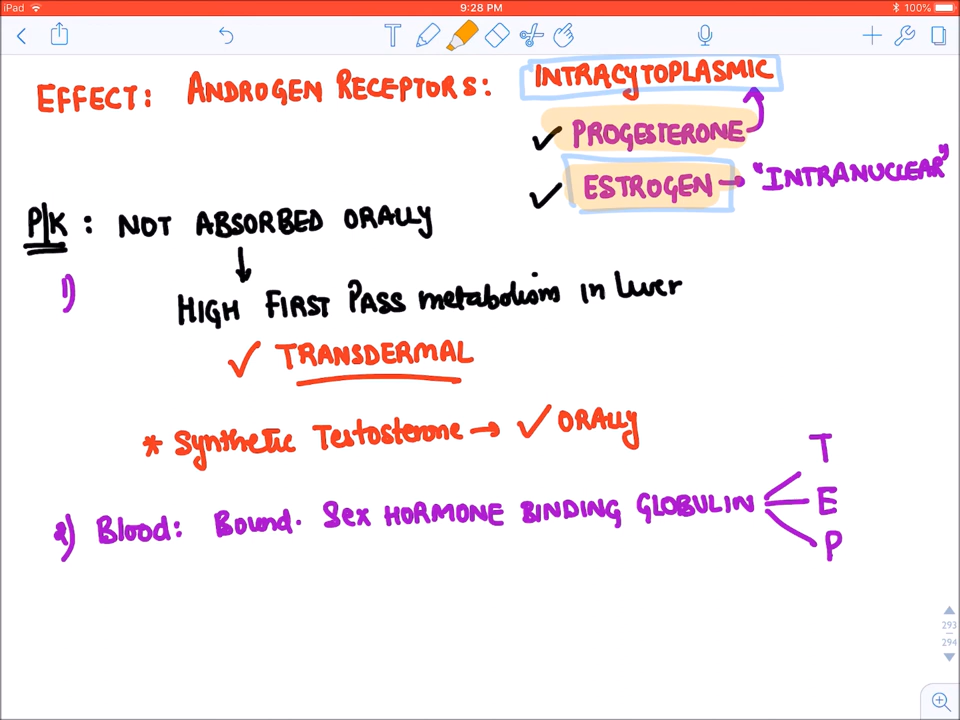 iPad 9:28 PM 100%
T
EFFECT: ANDROGEN RECEPTORS: INTRACYTOPLASMIC
✓ PROGESTERONE
✓ ESTROGEN → "INTRANUCLEAR"
P|K : NOT ABSORBED ORALLY
↓
1)
HIGH FIRST PASS metabolism in Liver
✓ TRANSDERMAL
* Synthetic Testosterone → ✓ ORALLY
T
2) Blood: Bound. Sex HORMONE BINDING GLOBULIN E
P
293
294